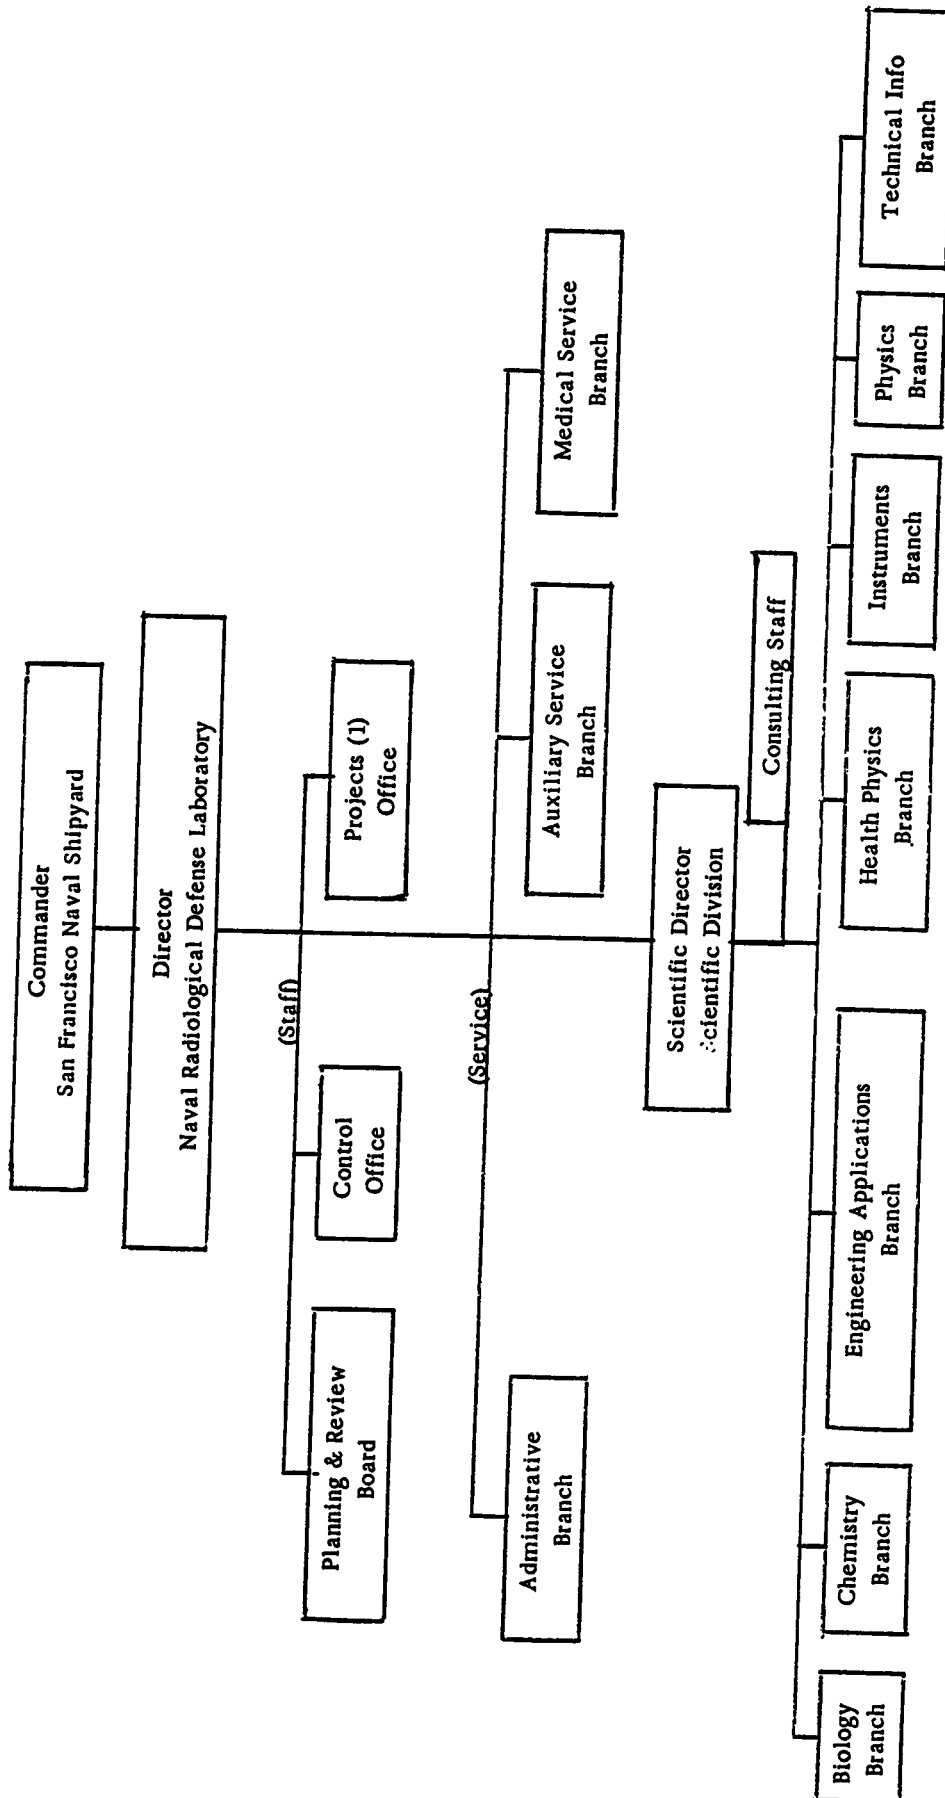 Commander
San Francisco Naval Shipyard
Director
Naval Radiological Defense Laboratory
(Staff)
Planning & Review
Board
Control
Office
Projects (1)
Office
(Service)
Administrative
Branch
Auxiliary Service
Branch
Medical Service
Branch
Scientific Director
Scientific Division
Consulting Staff
Biology
Branch
Chemistry
Branch
Engineering Applications
Branch
Health Physics
Branch
Instruments
Branch
Physics
Branch
Technical Info
Branch